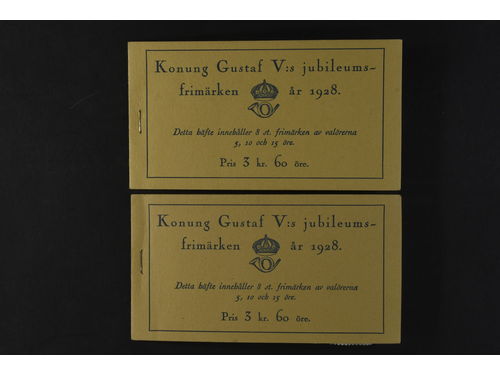 Konung Gustaf V:s jubileums-
frimärken år 1928.
Detta häfte innehåller 8 st. frimärken av valörerna
5, 10 och 15 öre.
Pris 3 kr. 60 öre.
Konung Gustaf V:s jubileums-
frimärken år 1928.
Detta häfte innehåller 8 st. frimärken av valörerna
5, 10 och 15 öre.
Pris 3 kr. 60 öre.